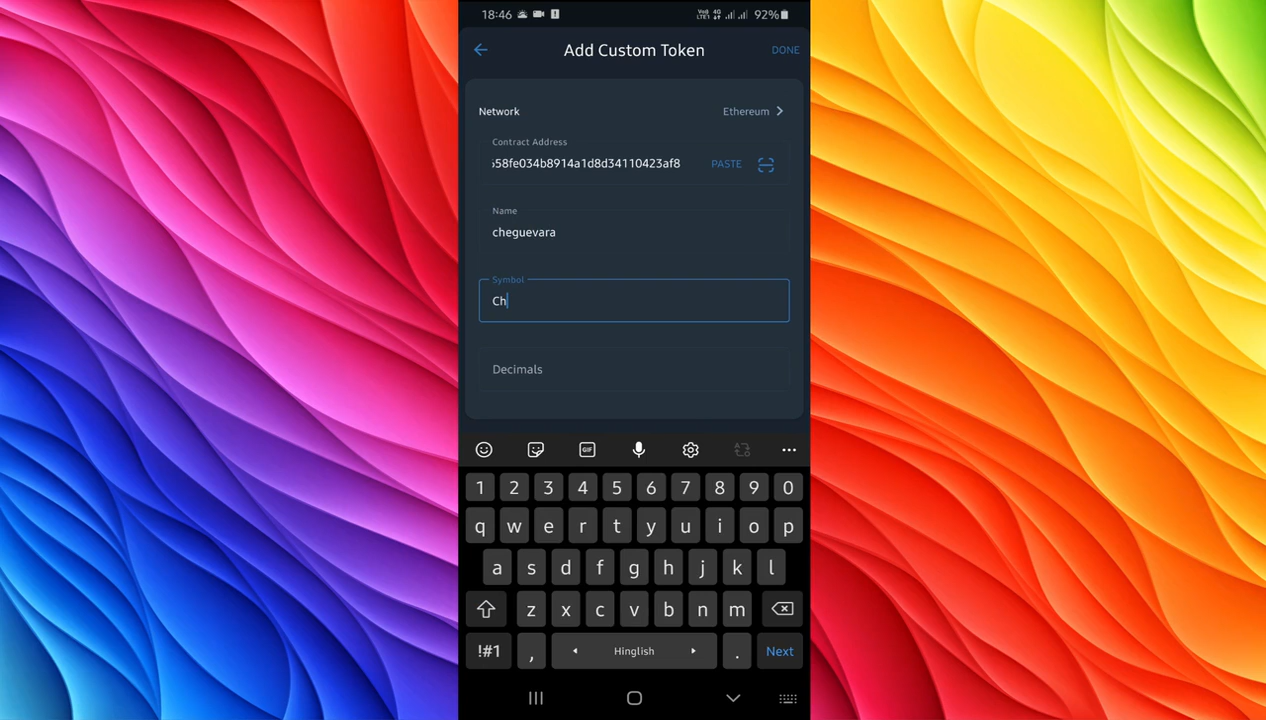 18:46 92%
Add Custom Token DONE
Network Ethereum
Contract Address
58fe034b8914a1d8d34110423af8 PASTE
Name
cheguevara
Symbol
Ch
Decimals
GIF
1 2 3 4 5 6 7 8 9 0
q w e r t y u i o p
a s d f g h j k l
z x c v b n m
!#1 , Hinglish . Next